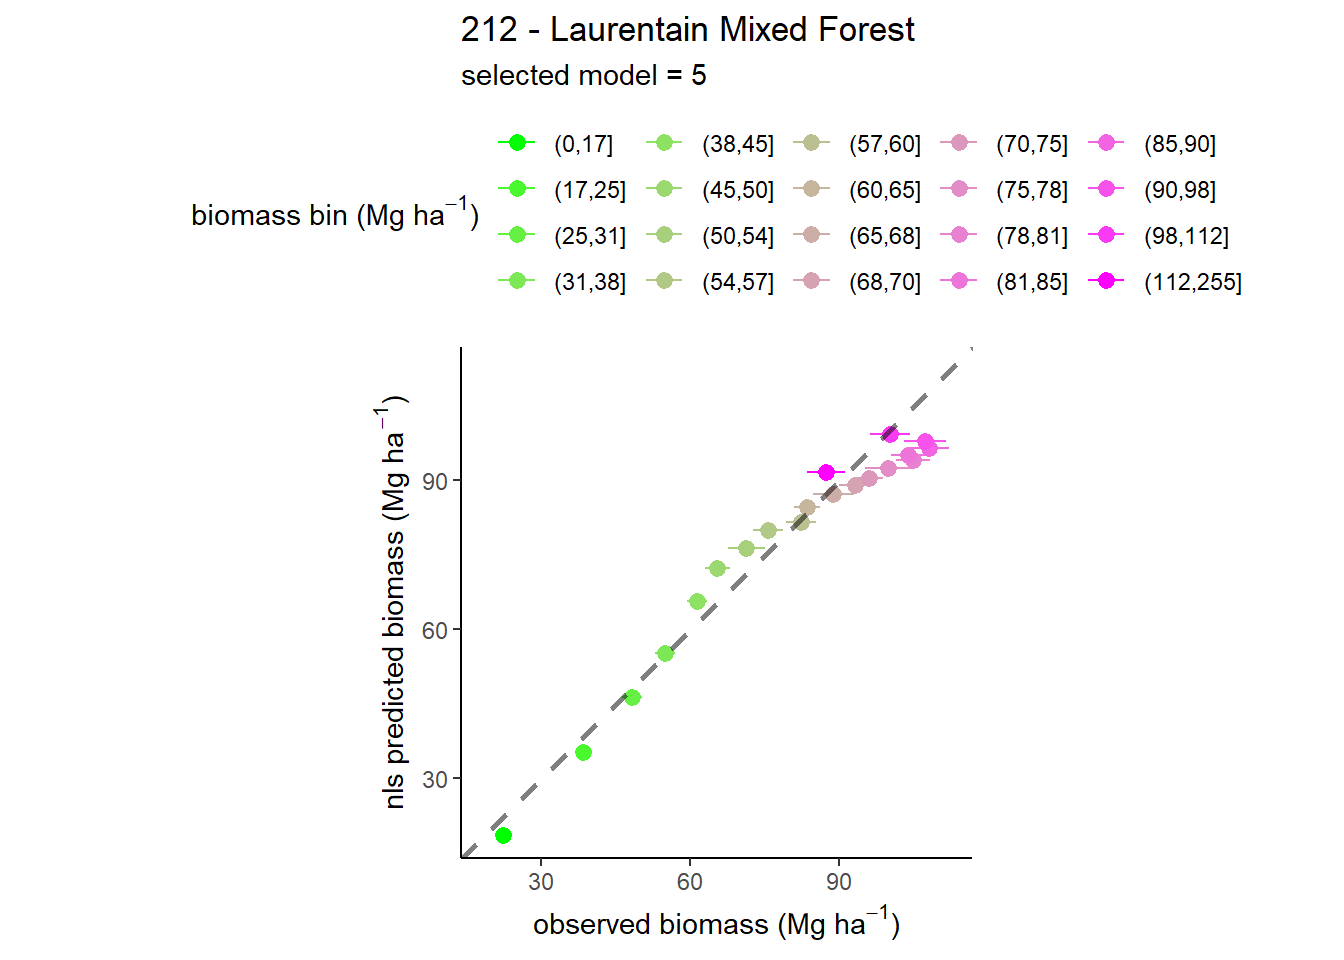 212 - Laurentain Mixed Forest
selected model = 5
biomass bin (Mg ha⁻¹)
(0,17] (38,45] (57,60] (70,75] (85,90]
(17,25] (45,50] (60,65] (75,78] (90,98]
(25,31] (50,54] (65,68] (78,81] (98,112]
(31,38] (54,57] (68,70] (81,85] (112,255]
nls predicted biomass (Mg ha⁻¹)
90
60
30
30 60 90
observed biomass (Mg ha⁻¹)